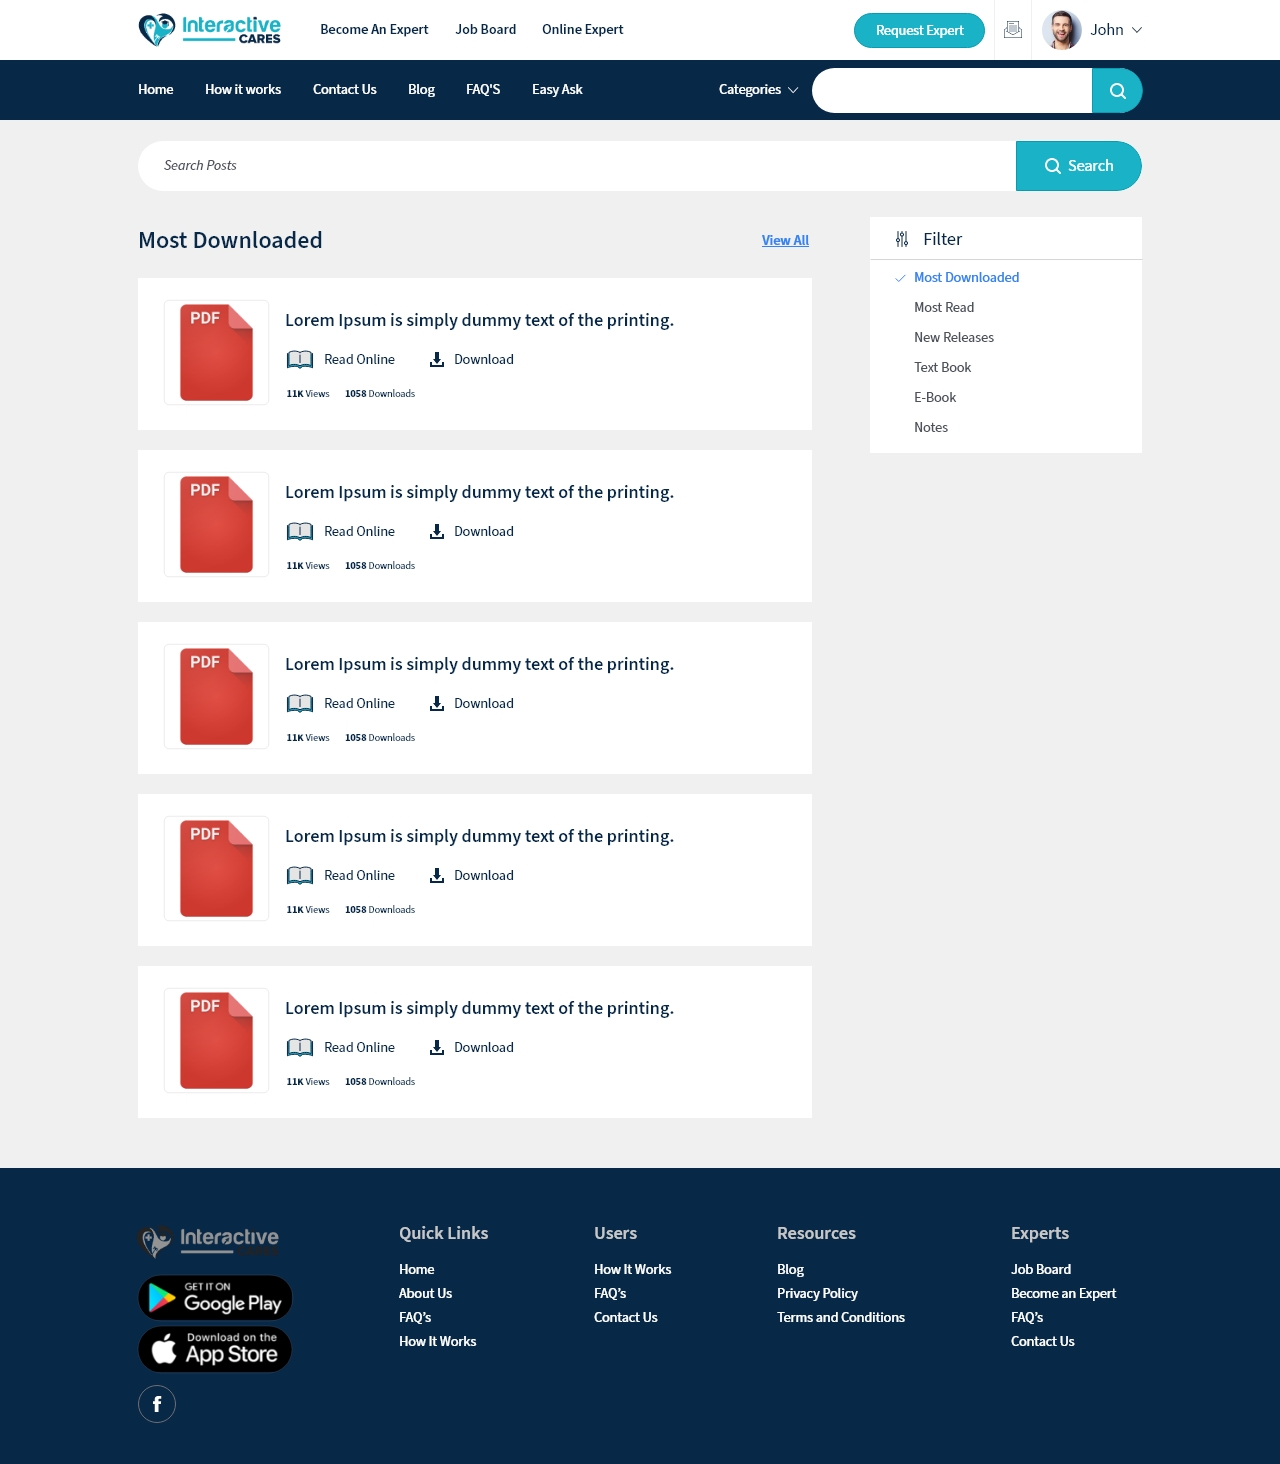 Interactive
CARES
Become An Expert Job Board Online Expert
Request Expert
John
Home How it works Contact Us Blog FAQ'S Easy Ask
Categories
Search Posts
Search
Most Downloaded
View All
PDF
Lorem Ipsum is simply dummy text of the printing.
Read Online Download
11K Views 1058 Downloads
PDF
Lorem Ipsum is simply dummy text of the printing.
Read Online Download
11K Views 1058 Downloads
PDF
Lorem Ipsum is simply dummy text of the printing.
Read Online Download
11K Views 1058 Downloads
PDF
Lorem Ipsum is simply dummy text of the printing.
Read Online Download
11K Views 1058 Downloads
PDF
Lorem Ipsum is simply dummy text of the printing.
Read Online Download
11K Views 1058 Downloads
Filter
Most Downloaded
Most Read
New Releases
Text Book
E-Book
Notes
Interactive
CARES
GET IT ON
Google Play
Download on the
App Store
f
Quick Links
Home
About Us
FAQ’s
How It Works
Users
How It Works
FAQ’s
Contact Us
Resources
Blog
Privacy Policy
Terms and Conditions
Experts
Job Board
Become an Expert
FAQ’s
Contact Us